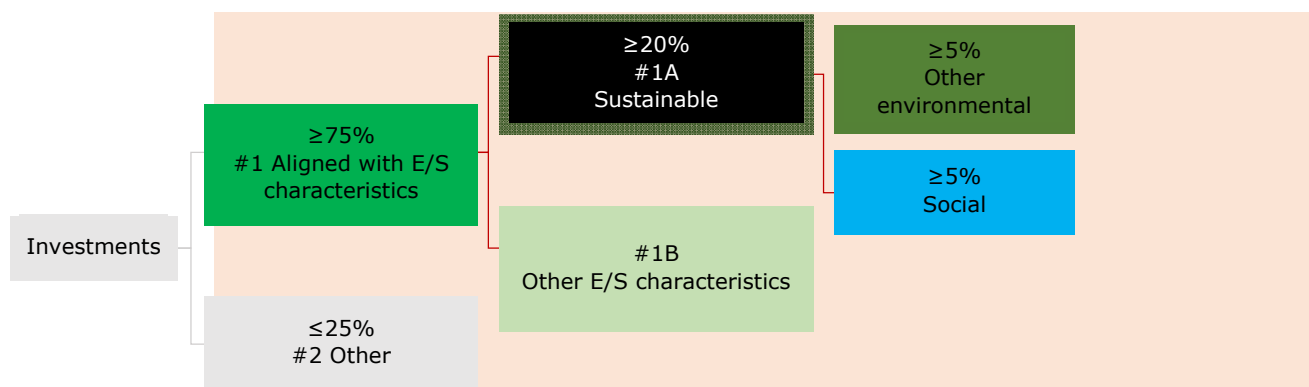 Investments
≥75%
#1 Aligned with E/S
characteristics
≤25%
#2 Other
≥20%
#1A
Sustainable
#1B
Other E/S characteristics
≥5%
Other
environmental
≥5%
Social